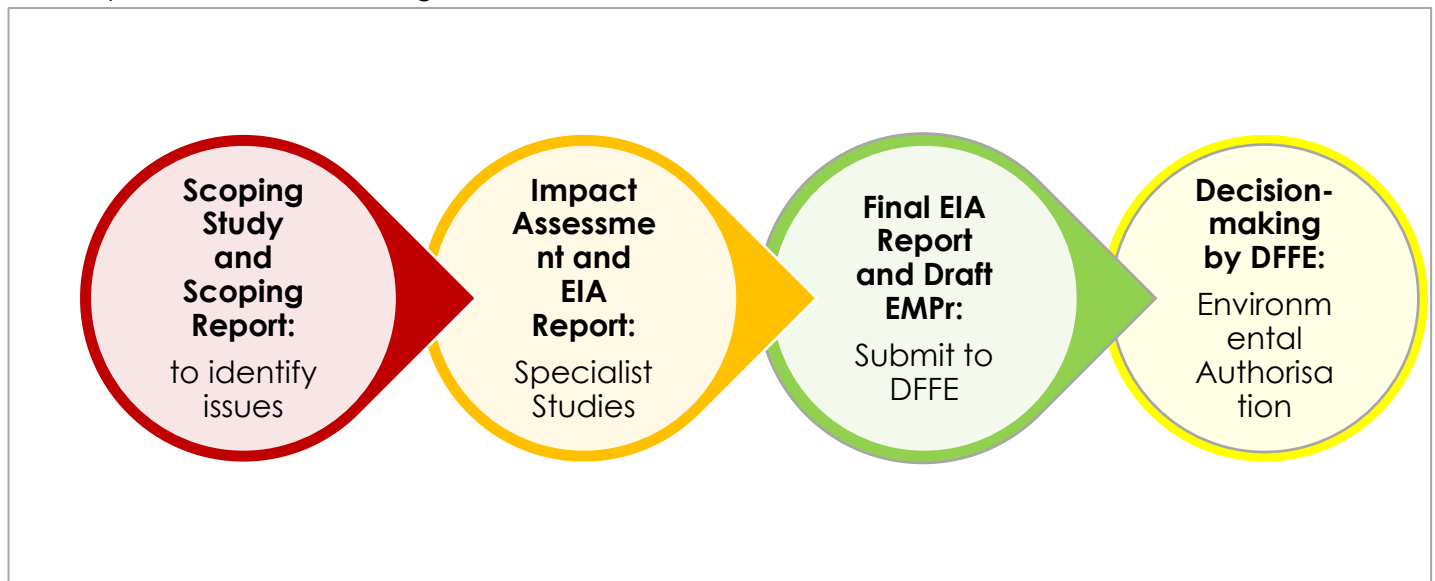 Scoping
Study
and
Scoping
Report:
to identify
issues
Impact
Assessme
nt and
EIA
Report:
Specialist
Studies
Final EIA
Report
and Draft
EMPr:
Submit to
DFFE
Decision-
making
by DFFE:
Environm
ental
Authorisa
tion